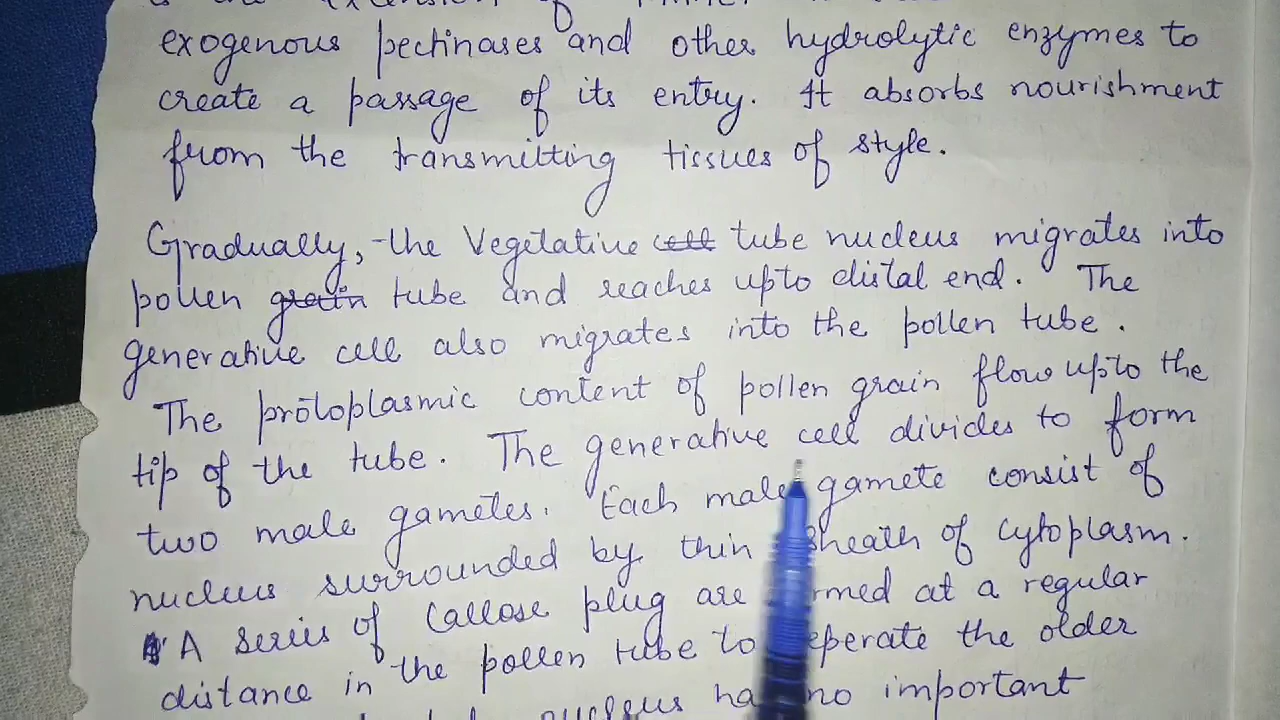 exogenous pectinases and other hydrolytic enzymes to
create a passage of its entry. It absorbs nourishment
from the transmitting tissues of style.
Gradually, the Vegetative cell tube nucleus migrates into
pollen grain tube and reaches upto distal end. The
generative cell also migrates into the pollen tube.
The protoplasmic content of pollen grain flow upto the
tip of the tube. The generative cell divides to form
two male gametes. Each male gamete consist of
nucleus surrounded by thin sheath of cytoplasm.
A series of Callose plug are rmed at a regular
distance in the pollen tube to eperate the older
nucleus ha no important